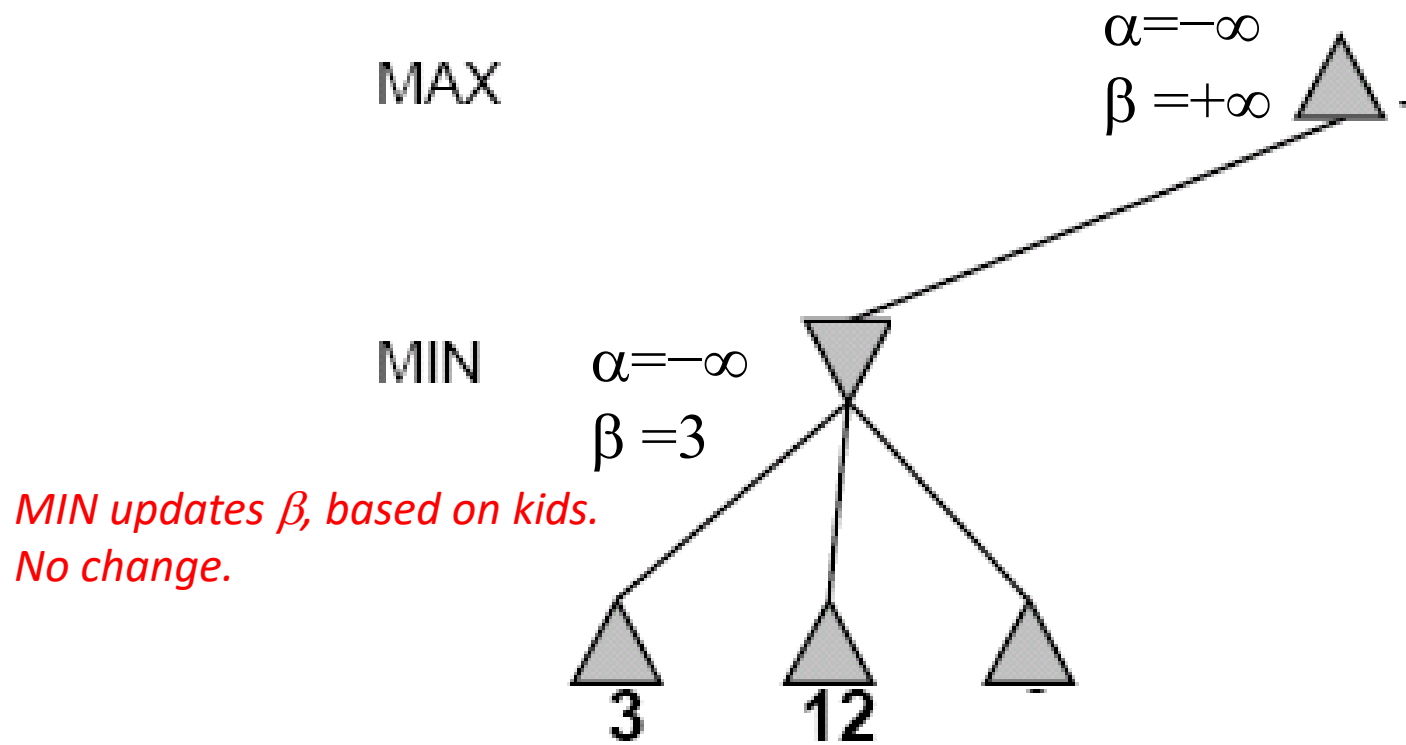 α=−∞
MAX
β =+∞
MIN
α=−∞
β =3
MIN updates β, based on kids.
No change.
3 12